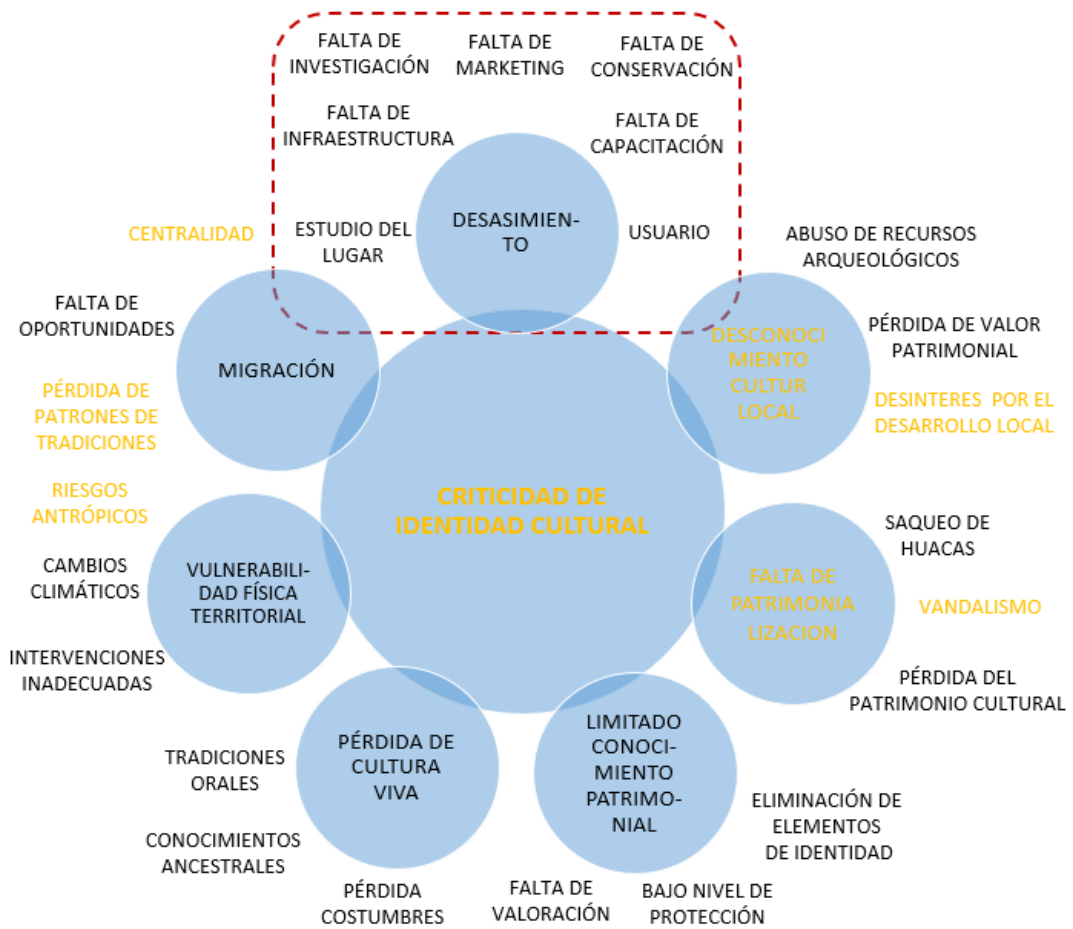 FALTA DE
INVESTIGACIÓN
FALTA DE
MARKETING
FALTA DE
CONSERVACIÓN
FALTA DE
INFRAESTRUCTURA
FALTA DE
CAPACITACIÓN
ESTUDIO DEL
LUGAR
DESASIMIEN-
TO
USUARIO
CENTRALIDAD
FALTA DE
OPORTUNIDADES
PÉRDIDA DE
PATRONES DE
TRADICIONES
MIGRACIÓN
ABUSO DE RECURSOS
ARQUEOLÓGICOS
PÉRDIDA DE VALOR
PATRIMONIAL
DESINTERES POR EL
DESARROLLO LOCAL
DESCONOCI
MIENTO
CULTUR
LOCAL
CRITICIDAD DE
IDENTIDAD CULTURAL
RIESGOS
ANTRÓPICOS
CAMBIOS
CLIMÁTICOS
INTERVENCIONES
INADECUADAS
VULNERABILI-
DAD FÍSICA
TERRITORIAL
FALTA DE
PATRIMONIA
LIZACION
SAQUEO DE
HUACAS
VANDALISMO
PÉRDIDA DEL
PATRIMONIO CULTURAL
PÉRDIDA DE
CULTURA
VIVA
TRADICIONES
ORALES
CONOCIMIENTOS
ANCESTRALES
PÉRDIDA
COSTUMBRES
LIMITADO
CONOCI-
MIENTO
PATRIMO-
NIAL
FALTA DE
VALORACIÓN
BAJO NIVEL DE
PROTECCIÓN
ELIMINACIÓN DE
ELEMENTOS
DE IDENTIDAD